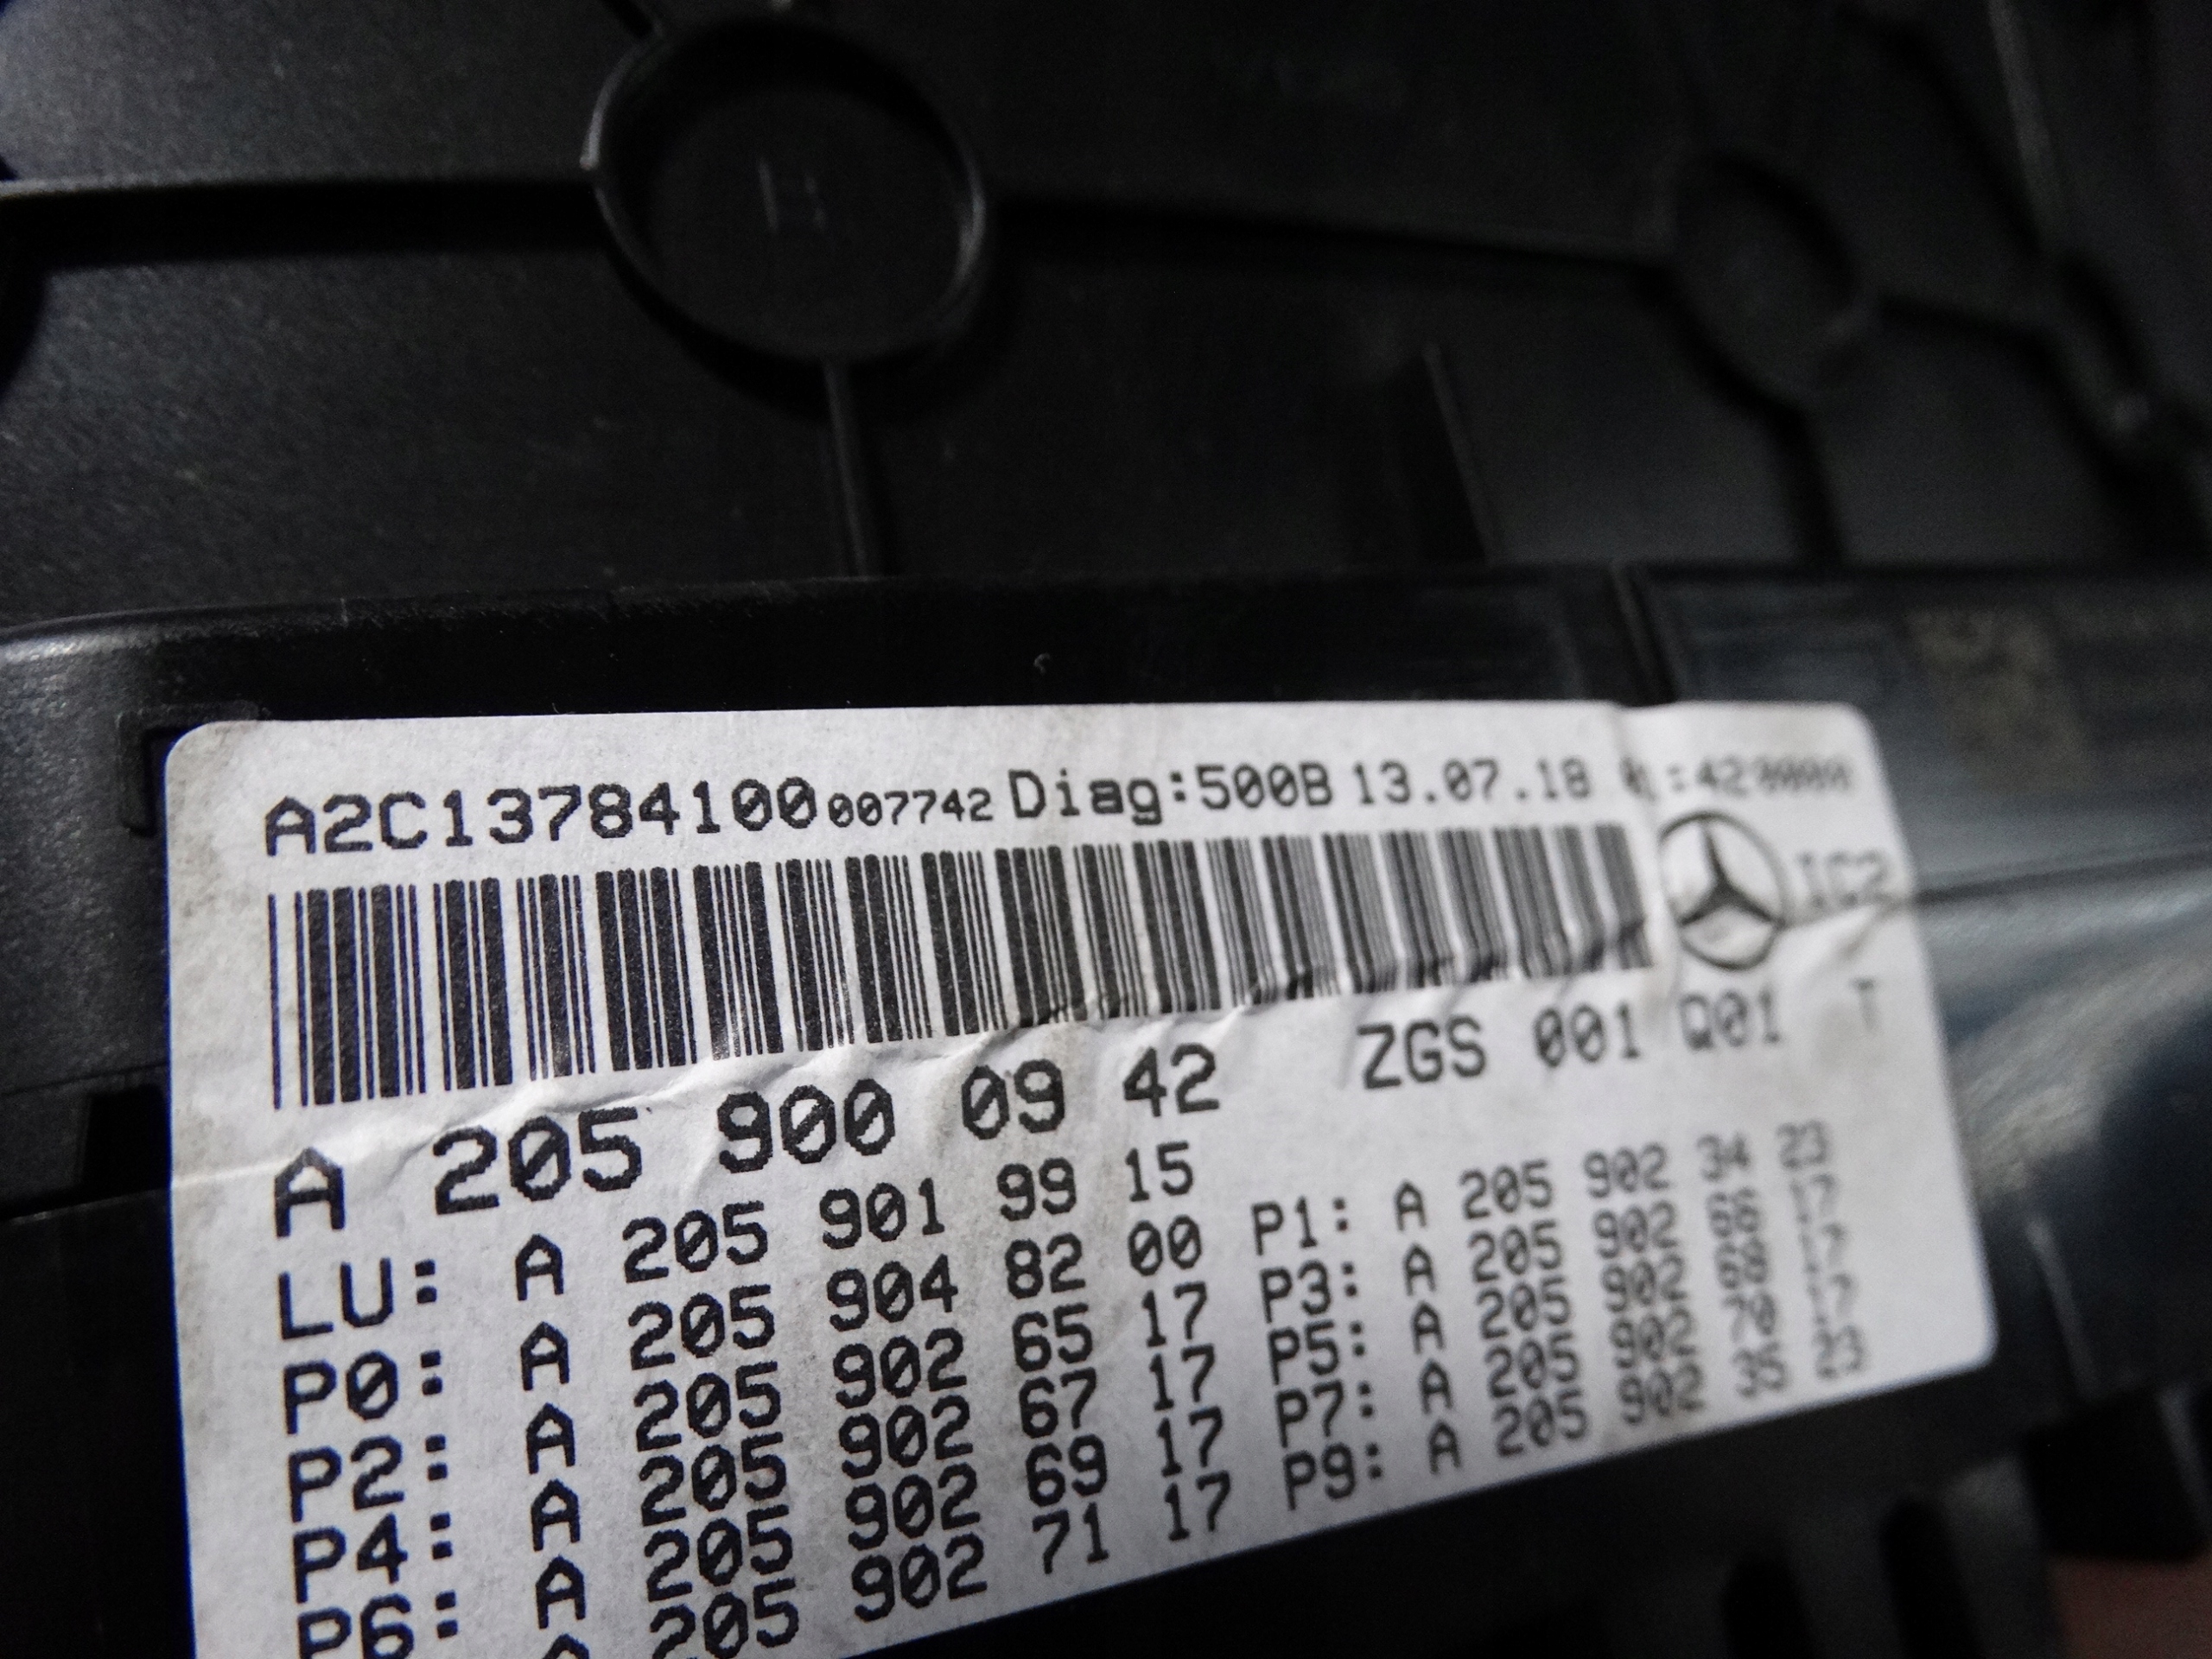 A2C13784100007742 Diag:500B 13.07.18
IC2
A 205 900 09 42 ZGS 001 Q01 T
LU: A 205 901 99 15
P0: A 205 904 82 00 P1: A 205 902 34 23
P2: A 205 902 65 17 P3: A 205 902 66 17
P4: A 205 902 67 17 P5: A 205 902 68 17
P6: A 205 902 69 17 P7: A 205 902 70 17
A 205 902 71 17 P9: A 205 902 35 23